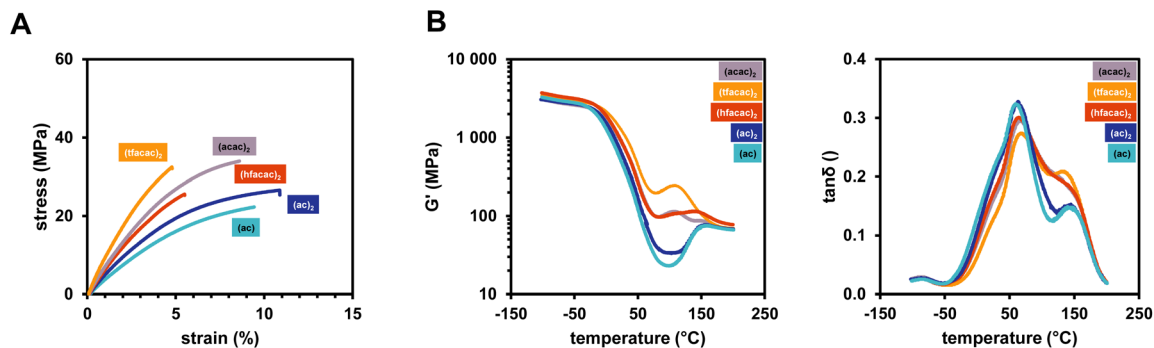 A
stress (MPa)
60
40
20
0
0
5
10
15
strain (%)
(tfacac)2
(acac)2
(hfacac)2
(ac)2
(ac)
B
G' (MPa)
10 000
1 000
100
10
-150
-50
50
150
250
temperature (°C)
(acac)2
(tfacac)2
(hfacac)2
(ac)2
(ac)
tanδ ()
0.4
0.3
0.2
0.1
0.0
-150
-50
50
150
250
temperature (°C)
(acac)2
(tfacac)2
(hfacac)2
(ac)2
(ac)